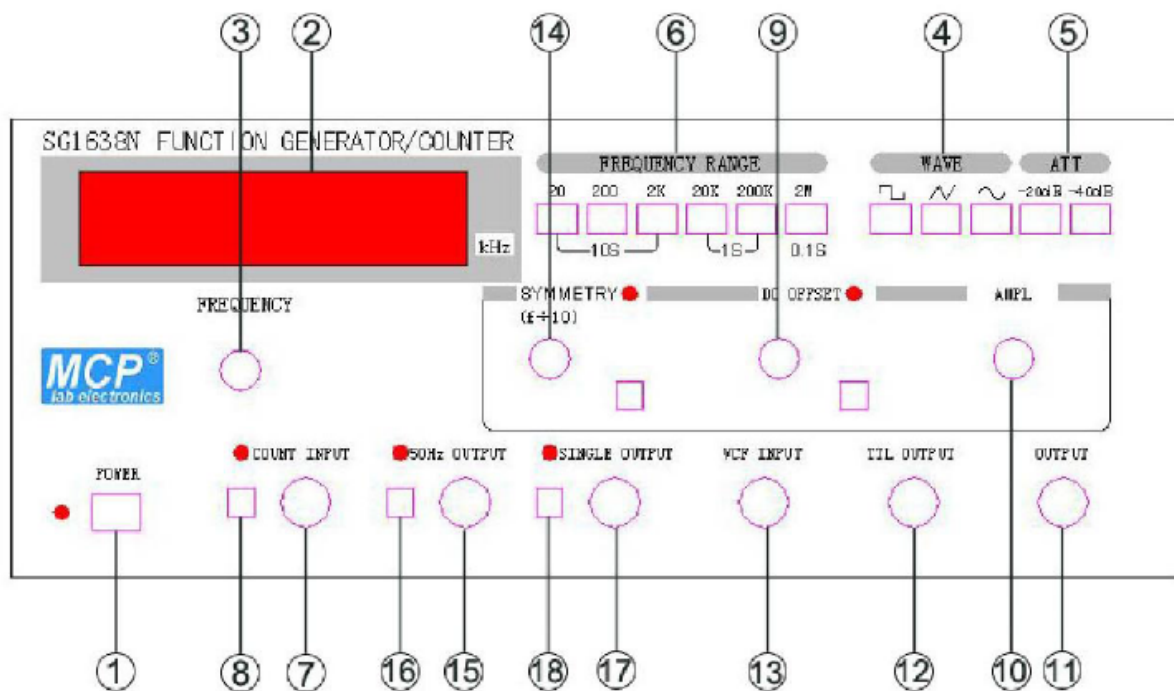 ③ ② ⑭ ⑥ ⑨ ④ ⑤
SG1638N FUNCTION GENERATOR/COUNTER
FREQUENCY RANGE WAVE ATT
20 200 2K 20K 200K 2M -20dB -40dB
kHz
10S 1S 0.1S
FREQUENCY
SYMMETRY DC OFFSET AMPL
(f÷10)
MCP®
lab electronics
COUNT INPUT 50Hz OUTPUT SINGLE OUTPUT VCF INPUT TTL OUTPUT OUTPUT
POWER
① ⑧ ⑦ ⑯ ⑮ ⑱ ⑰ ⑬ ⑫ ⑩ ⑪